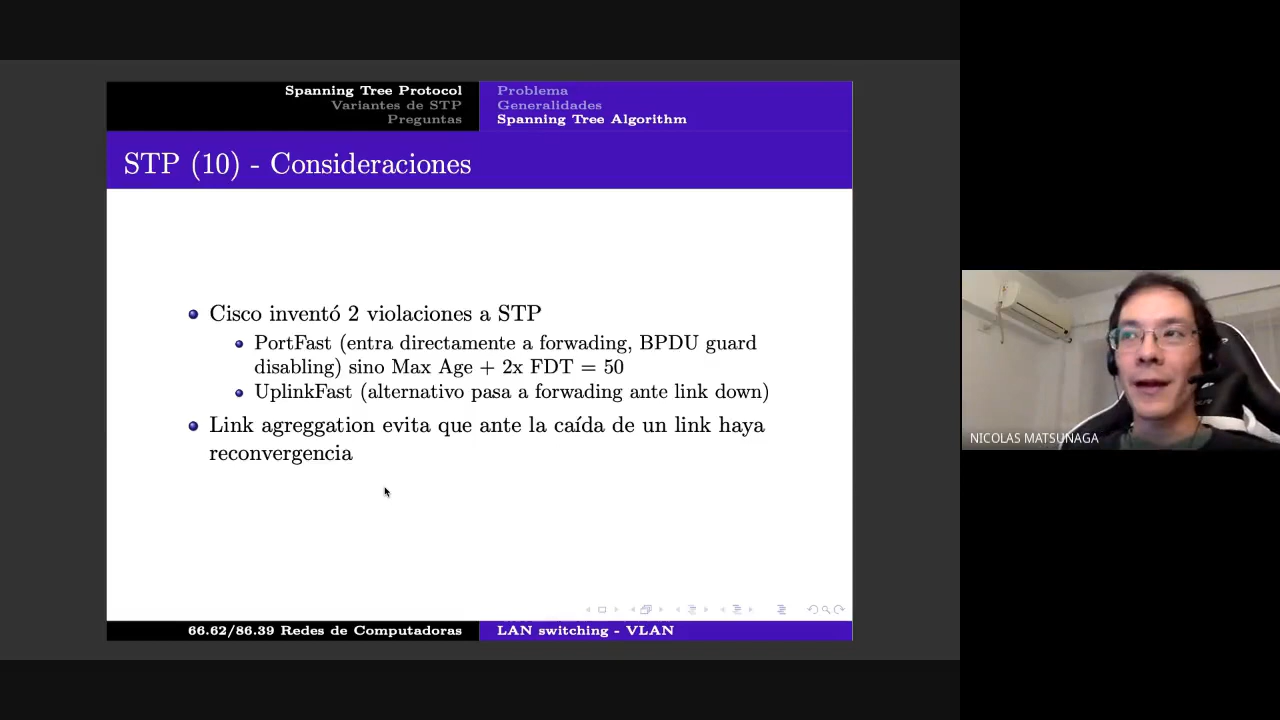 Spanning Tree Protocol
Variantes de STP
Preguntas
Problema
Generalidades
Spanning Tree Algorithm
STP (10) - Consideraciones
Cisco inventó 2 violaciones a STP
PortFast (entra directamente a forwading, BPDU guard
disabling) sino Max Age + 2x FDT = 50
UplinkFast (alternativo pasa a forwading ante link down)
Link agreggation evita que ante la caída de un link haya
reconvergencia
66.62/86.39 Redes de Computadoras
LAN switching - VLAN
NICOLAS MATSUNAGA